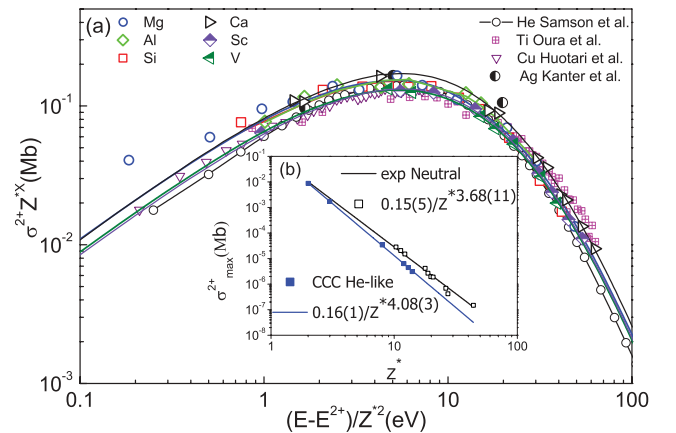 (a)
Mg
Al
Si
Ca
Sc
V
He Samson et al.
Ti Oura et al.
Cu Huotari et al.
Ag Kanter et al.
σ²⁺Z*ˣ(Mb)
10⁻¹
10⁻²
10⁻³
0.1
1
10
100
(E-E²⁺)/Z*²(eV)
(b)
exp Neutral
0.15(5)/Z*3.68(11)
CCC He-like
0.16(1)/Z*4.08(3)
σ²⁺max(Mb)
10⁻¹
10⁻²
10⁻³
10⁻⁴
10⁻⁵
10⁻⁶
10⁻⁷
10⁻⁸
1
10
100
Z*